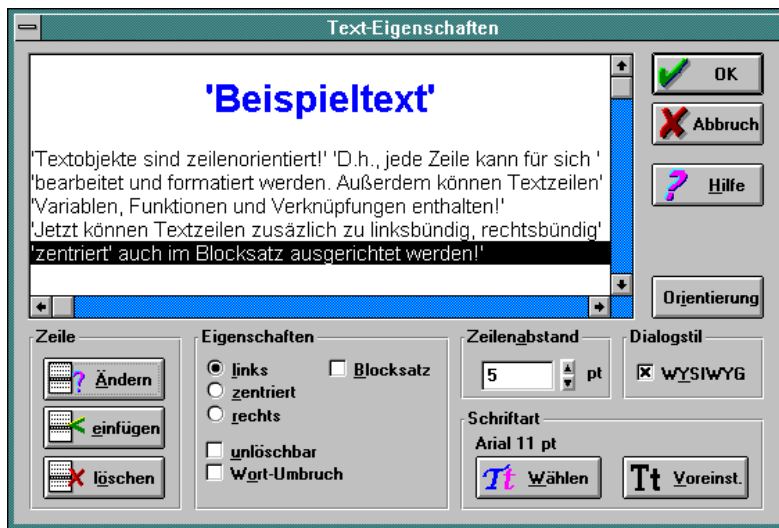 Text-Eigenschaften
'Beispieltext'
'Textobjekte sind zeilenorientiert!' 'D.h., jede Zeile kann für sich '
'bearbeitet und formatiert werden. Außerdem können Textzeilen'
'Variablen, Funktionen und Verknüpfungen enthalten!'
'Jetzt können Textzeilen zusäzlich zu linksbündig, rechtsbündig'
'zentriert' auch im Blocksatz ausgerichtet werden!'
OK
Abbruch
Hilfe
Orientierung
Zeile
Ändern
einfügen
löschen
Eigenschaften
links
Blocksatz
zentriert
rechts
unlöschbar
Wort-Umbruch
Zeilenabstand
5 pt
Dialogstil
WYSIWYG
Schriftart
Arial 11 pt
Tt Wählen
Tt Voreinst.